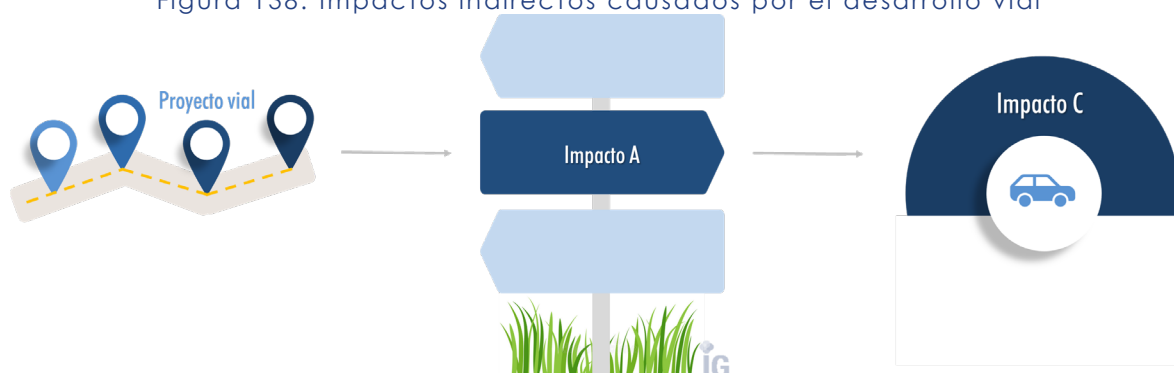 Figura 138. Impactos indirectos causados por el desarrollo vial
Proyecto vial
Impacto A
Impacto C
iG